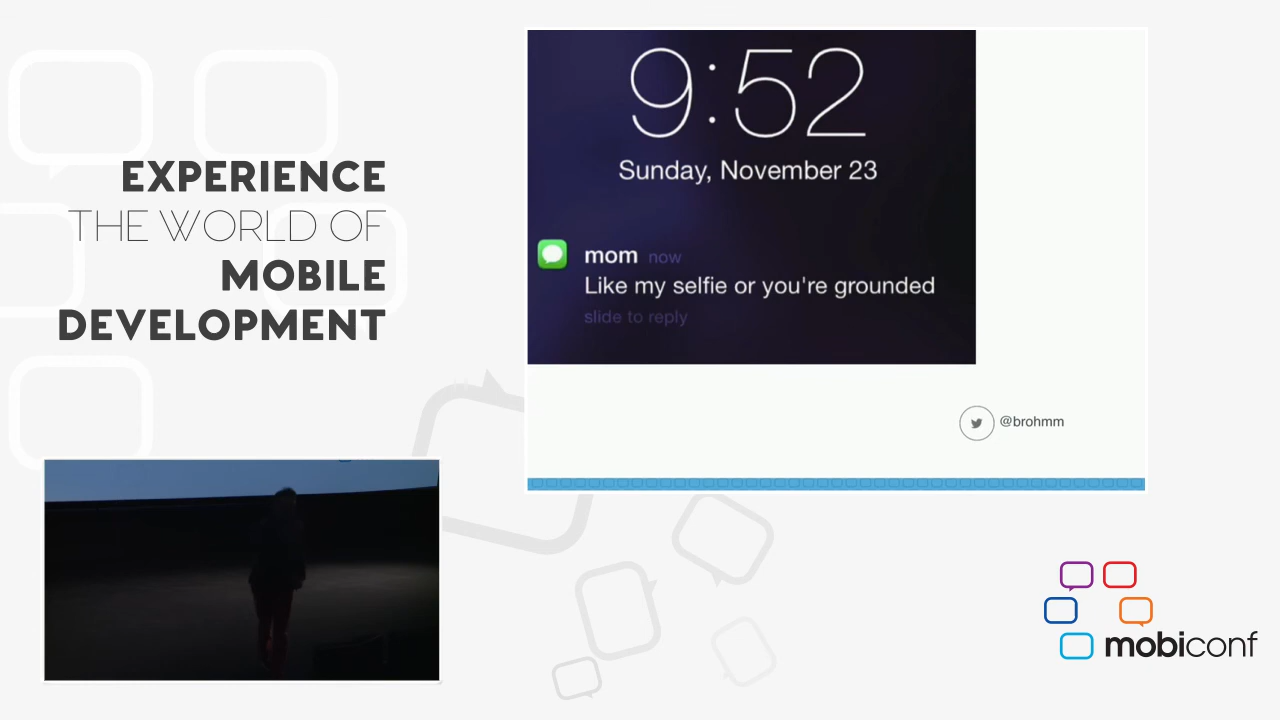 EXPERIENCE
THE WORLD OF
MOBILE
DEVELOPMENT
9:52
Sunday, November 23
mom now
Like my selfie or you're grounded
slide to reply
@brohmm
mobiconf